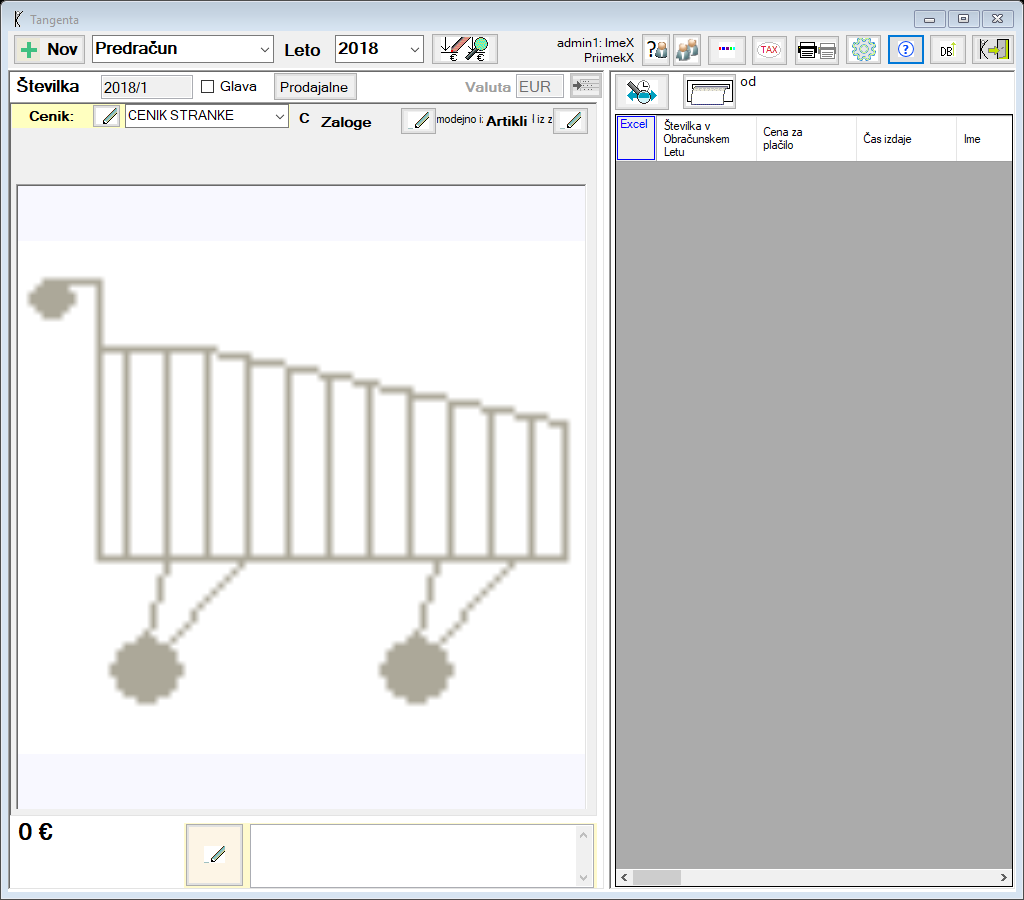 Tangenta
Nov Predračun Leto 2018 admin1: ImeX
PriimekX
TAX
DB
Številka 2018/1 Glava Prodajalne Valuta EUR
Cenik: CENIK STRANKE C Zaloge modejno i: Artikli l iz z
0 €
od
Excel
Številka v
Obračunskem
Letu
Cena za
plačilo
Čas izdaje
Ime